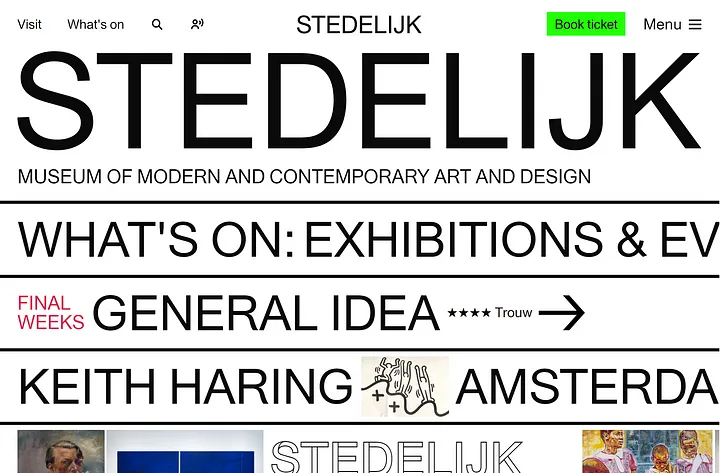 Visit What's on STEDELIJK Book ticket Menu
STEDELIJK
MUSEUM OF MODERN AND CONTEMPORARY ART AND DESIGN
WHAT'S ON: EXHIBITIONS & EV
FINAL
WEEKS
GENERAL IDEA ★★★★ Trouw →
KEITH HARING AMSTERDA
STEDELIJK